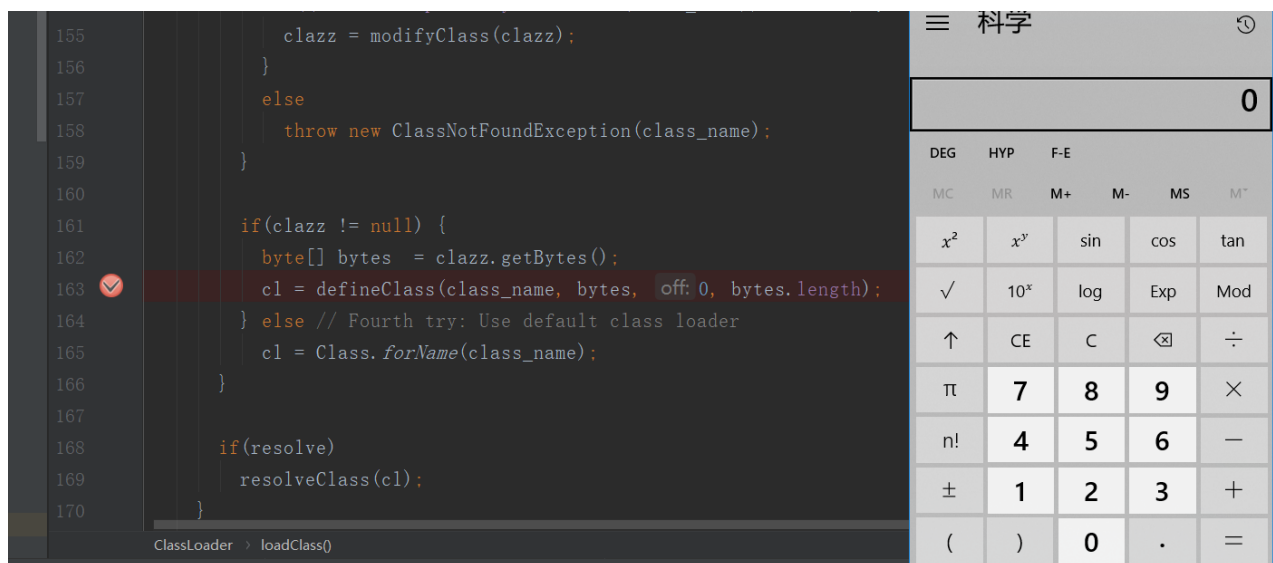 155 clazz = modifyClass(clazz);
156 }
157 else
158 throw new ClassNotFoundException(class_name);
159 }
160
161 if(clazz != null) {
162 byte[] bytes  = clazz.getBytes();
163 cl = defineClass(class_name, bytes,  off: 0, bytes.length);
164 } else // Fourth try: Use default class loader
165 cl = Class.forName(class_name);
166 }
167
168 if(resolve)
169 resolveClass(cl);
170 }
ClassLoader › loadClass()
科学
0
DEG HYP F-E
MC MR M+ M- MS M˅
x² xʸ sin cos tan
√ 10ˣ log Exp Mod
↑ CE C ⌫ ÷
π 7 8 9 ×
n! 4 5 6 −
± 1 2 3 +
( ) 0 . =